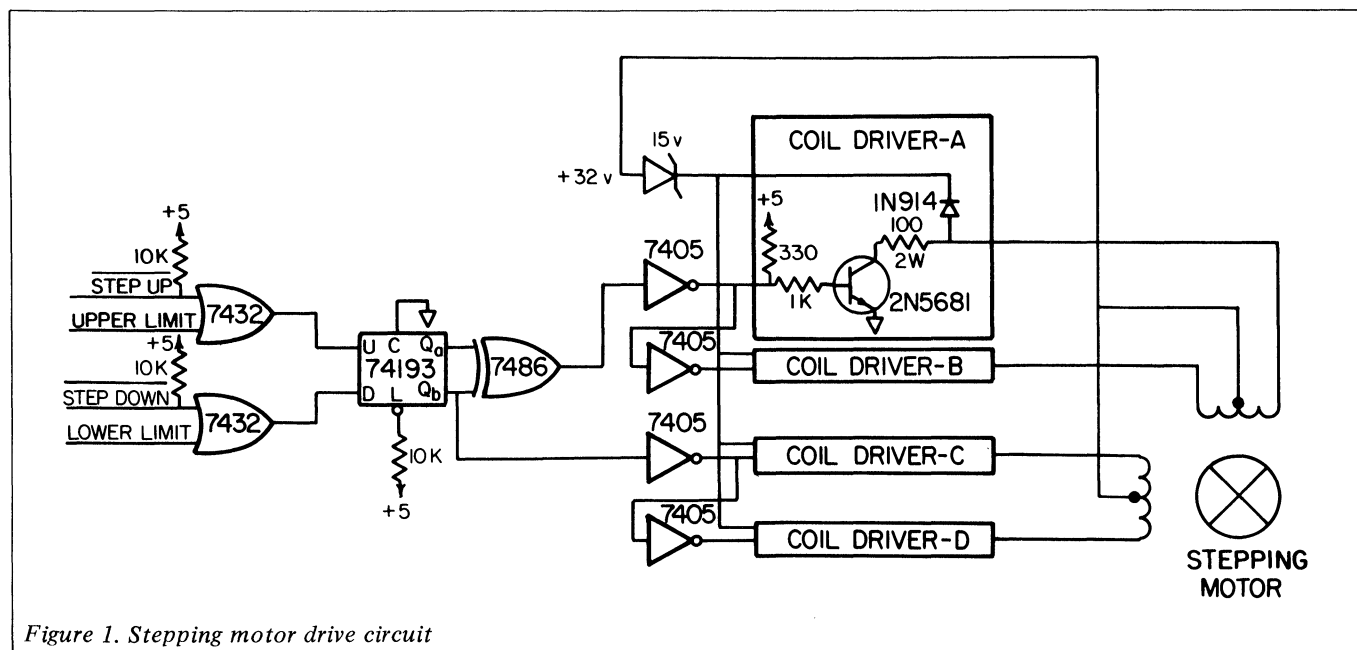 15v
COIL DRIVER-A
+32v
+5
1N914
100
2W
330
1K
2N5681
7405
+5
10K
STEP UP
UPPER LIMIT
7432
+5
10K
STEP DOWN
LOWER LIMIT
7432
U C Qa
74193
D L Qb
10K
+5
7486
7405
COIL DRIVER-B
7405
COIL DRIVER-C
7405
COIL DRIVER-D
STEPPING
MOTOR
Figure 1. Stepping motor drive circuit